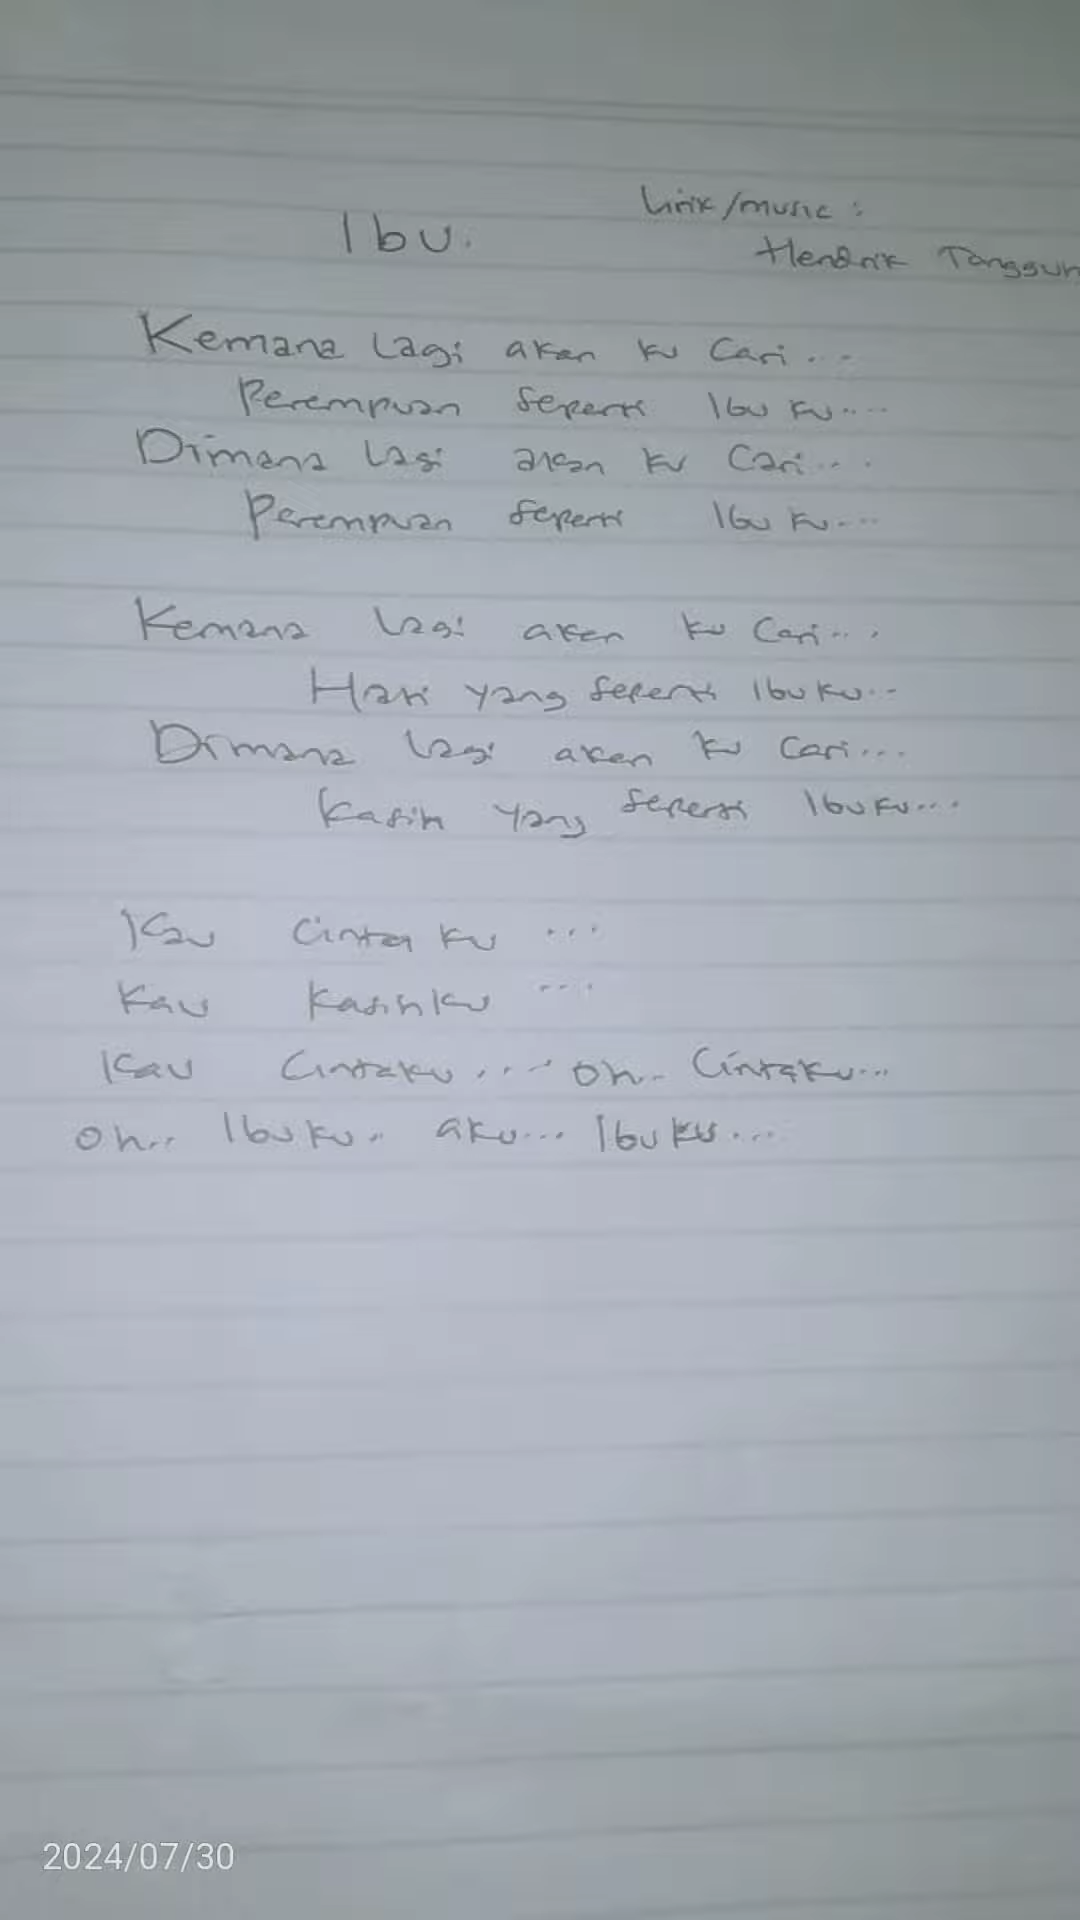 Lirik/music :
Ibu.
Hendrik Tanggun
Kemana Lagi akan ku Cari...
Perempuan Seperti Ibu ku....
Dimana Lagi akan ku Cari....
Perempuan Seperti Ibu ku....
Kemana Lagi akan ku Cari...
Hati yang Seperti Ibuku...
Dimana Lagi akan ku Cari...
Kasih yang Seperti Ibuku....
Kau Cinta ku ...
Kau Kasihku ....
Kau Cintaku .... Oh.. Cintaku...
Oh... Ibuku.. aku... Ibuku....
2024/07/30